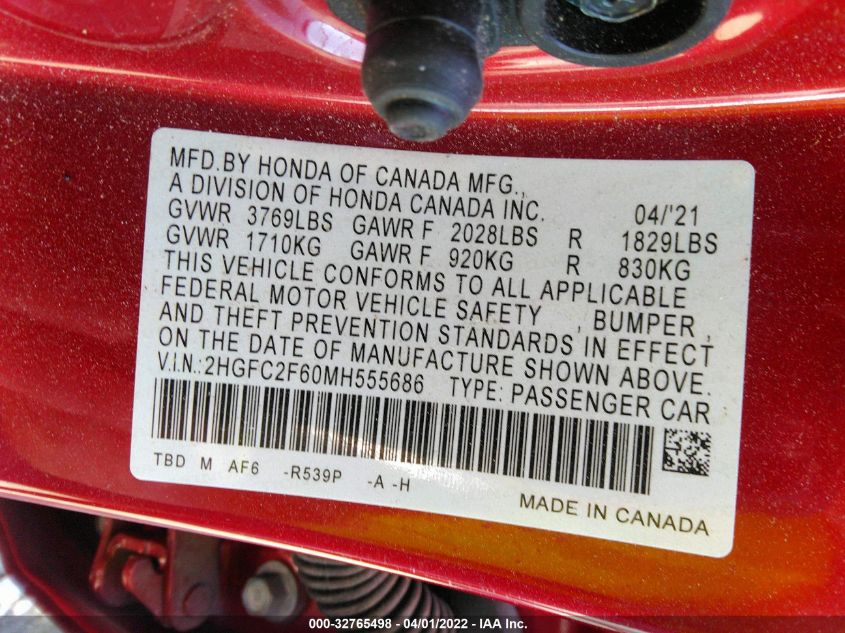 MFD.BY HONDA OF CANADA MFG.,
A DIVISION OF HONDA CANADA INC. 04/'21
GVWR 3769LBS GAWR F 2028LBS R 1829LBS
GVWR 1710KG GAWR F 920KG R 830KG
THIS VEHICLE CONFORMS TO ALL APPLICABLE
FEDERAL MOTOR VEHICLE SAFETY , BUMPER ,
AND THEFT PREVENTION STANDARDS IN EFFECT
ON THE DATE OF MANUFACTURE SHOWN ABOVE.
V.I.N.:2HGFC2F60MH555686 TYPE: PASSENGER CAR
TBD M AF6 -R539P -A -H
MADE IN CANADA
000-32765498 - 04/01/2022 - IAA Inc.